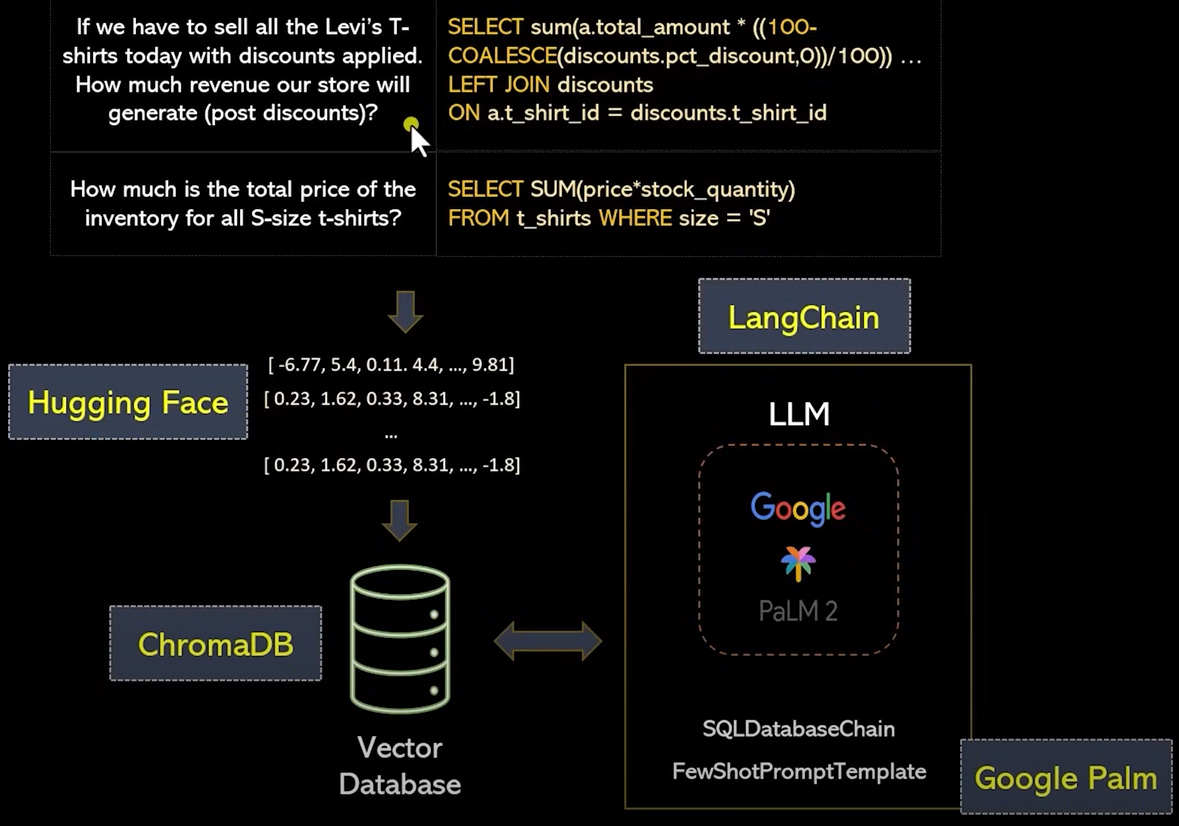 If we have to sell all the Levi's T-
shirts today with discounts applied.
How much revenue our store will
generate (post discounts)?
SELECT sum(a.total_amount * ((100-
COALESCE(discounts.pct_discount,0))/100)) ...
LEFT JOIN discounts
ON a.t_shirt_id = discounts.t_shirt_id
How much is the total price of the
inventory for all S-size t-shirts?
SELECT SUM(price*stock_quantity)
FROM t_shirts WHERE size = 'S'
LangChain
Hugging Face
[ -6.77, 5.4, 0.11. 4.4, ..., 9.81]
[ 0.23, 1.62, 0.33, 8.31, ..., -1.8]
...
[ 0.23, 1.62, 0.33, 8.31, ..., -1.8]
LLM
Google
PaLM 2
ChromaDB
Vector
Database
SQLDatabaseChain
FewShotPromptTemplate
Google Palm